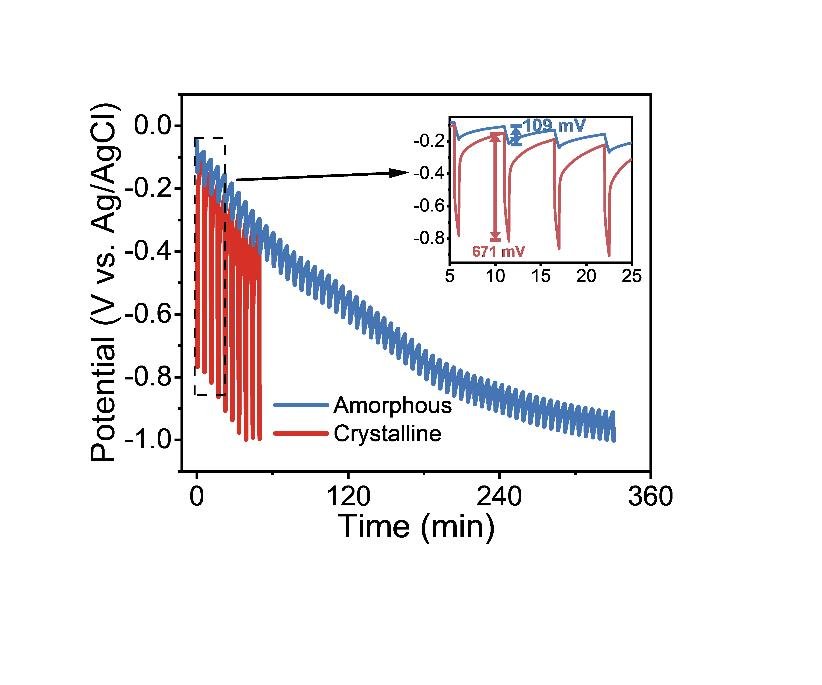 Potential (V vs. Ag/AgCl)
0.0
-0.2
-0.4
-0.6
-0.8
-1.0
0 120 240 360
Time (min)
Amorphous
Crystalline
-0.2
-0.4
-0.6
-0.8
109 mV
671 mV
5 10 15 20 25